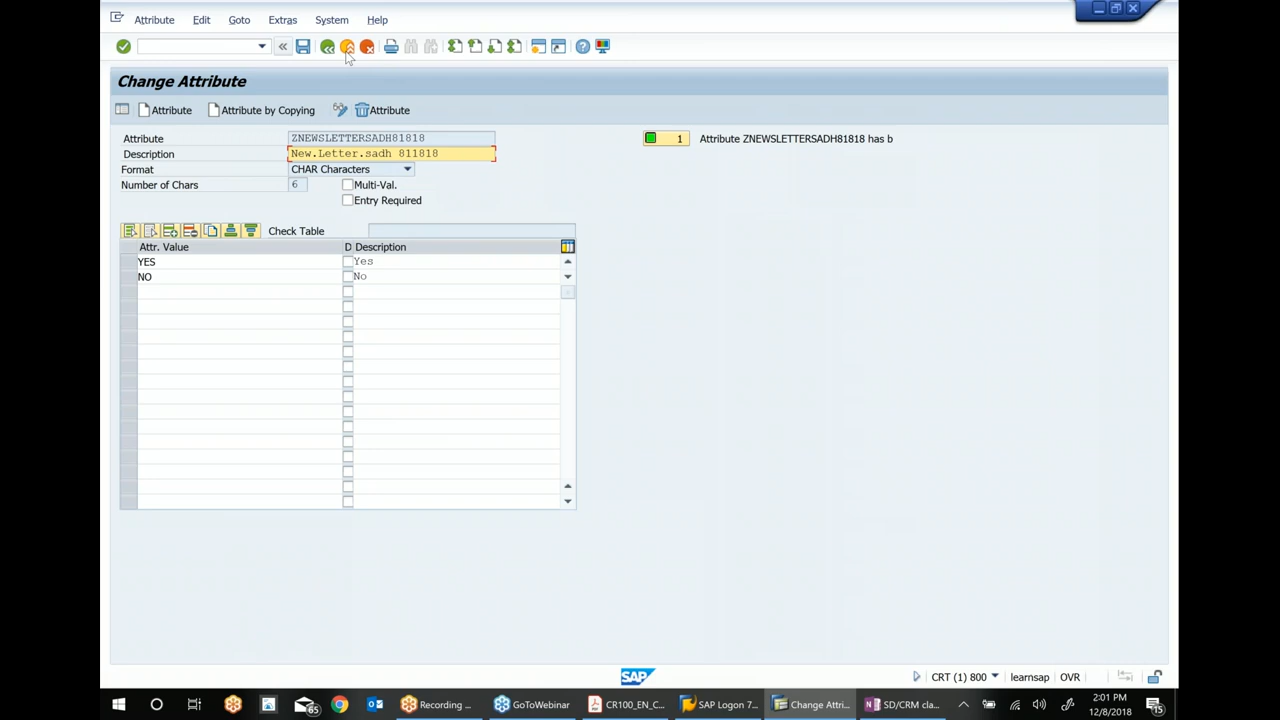 Attribute Edit Goto Extras System Help
Change Attribute
Attribute Attribute by Copying Attribute
Attribute ZNEWSLETTERSADH81818 1 Attribute ZNEWSLETTERSADH81818 has b
Description New.Letter.sadh 811818
Format CHAR Characters
Number of Chars 6 Multi-Val.
Entry Required
Check Table
Attr. Value D Description
YES Yes
NO No
SAP CRT (1) 800 learnsap OVR
65 Recording ... GoToWebinar CR100_EN_C... SAP Logon 7... Change Attri... SD/CRM cla... 2:01 PM
12/8/2018 15